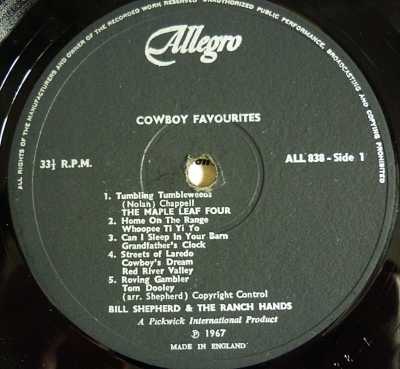 ALL RIGHTS OF THE MANUFACTURERS AND OWNER OF THE RECORDED WORK RESERVED · UNAUTHORIZED PUBLIC PERFORMANCE, BROADCASTING AND COPYING OF THIS RECORD PROHIBITED
Allegro
COWBOY FAVOURITES
33⅓ R.P.M.
ALL 838 - Side 1
1. Tumbling Tumbleweeds
(Nolan) Chappell
THE MAPLE LEAF FOUR
2. Home On The Range
Whoopee Ti Yi Yo
3. Can I Sleep In Your Barn
Grandfather's Clock
4. Streets of Laredo
Cowboy's Dream
Red River Valley
5. Roving Gambler
Tom Dooley
(arr. Shepherd) Copyright Control
BILL SHEPHERD & THE RANCH HANDS
A Pickwick International Product
℗ 1967
MADE IN ENGLAND